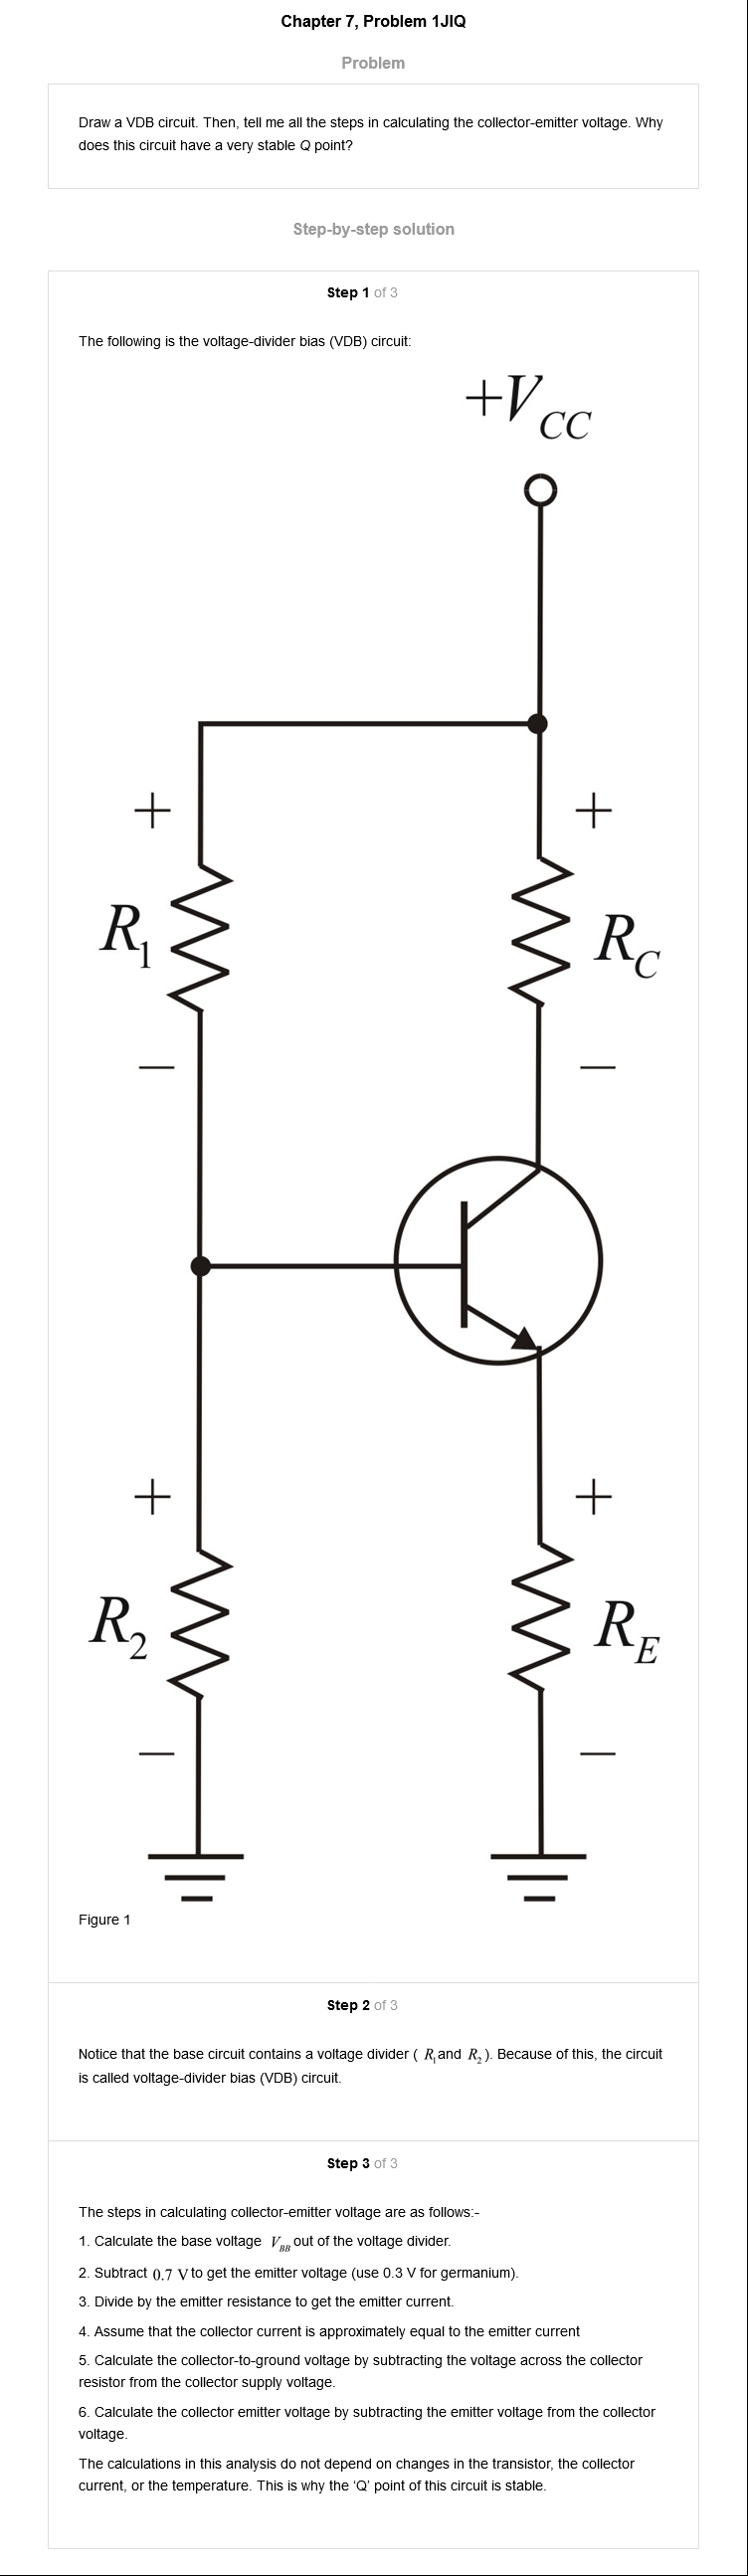 Chapter 7, Problem 1JIQ
Problem
Draw a VDB circuit. Then, tell me all the steps in calculating the collector-emitter voltage. Why
does this circuit have a very stable Q point?
Step-by-step solution
Step 1 of 3
The following is the voltage-divider bias (VDB) circuit:
+V_CC
+ +
R_1 R_C
— —
+ +
R_2 R_E
— —
Figure 1
Step 2 of 3
Notice that the base circuit contains a voltage divider ( R_1 and R_2 ). Because of this, the circuit
is called voltage-divider bias (VDB) circuit.
Step 3 of 3
The steps in calculating collector-emitter voltage are as follows:-
1. Calculate the base voltage V_BB out of the voltage divider.
2. Subtract 0.7 V to get the emitter voltage (use 0.3 V for germanium).
3. Divide by the emitter resistance to get the emitter current.
4. Assume that the collector current is approximately equal to the emitter current
5. Calculate the collector-to-ground voltage by subtracting the voltage across the collector
resistor from the collector supply voltage.
6. Calculate the collector emitter voltage by subtracting the emitter voltage from the collector
voltage.
The calculations in this analysis do not depend on changes in the transistor, the collector
current, or the temperature. This is why the ‘Q’ point of this circuit is stable.